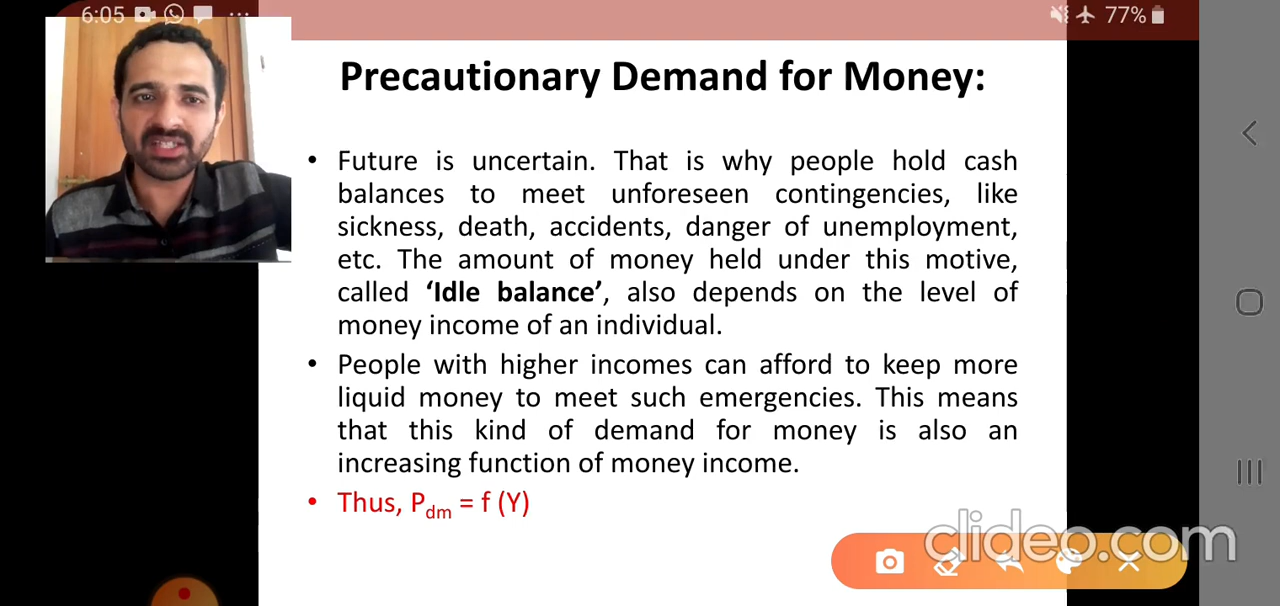 6:05
77%
Precautionary Demand for Money:
• Future is uncertain. That is why people hold cash
balances to meet unforeseen contingencies, like
sickness, death, accidents, danger of unemployment,
etc. The amount of money held under this motive,
called ‘Idle balance’, also depends on the level of
money income of an individual.
• People with higher incomes can afford to keep more
liquid money to meet such emergencies. This means
that this kind of demand for money is also an
increasing function of money income.
• Thus, Pdm = f (Y)
clideo.com